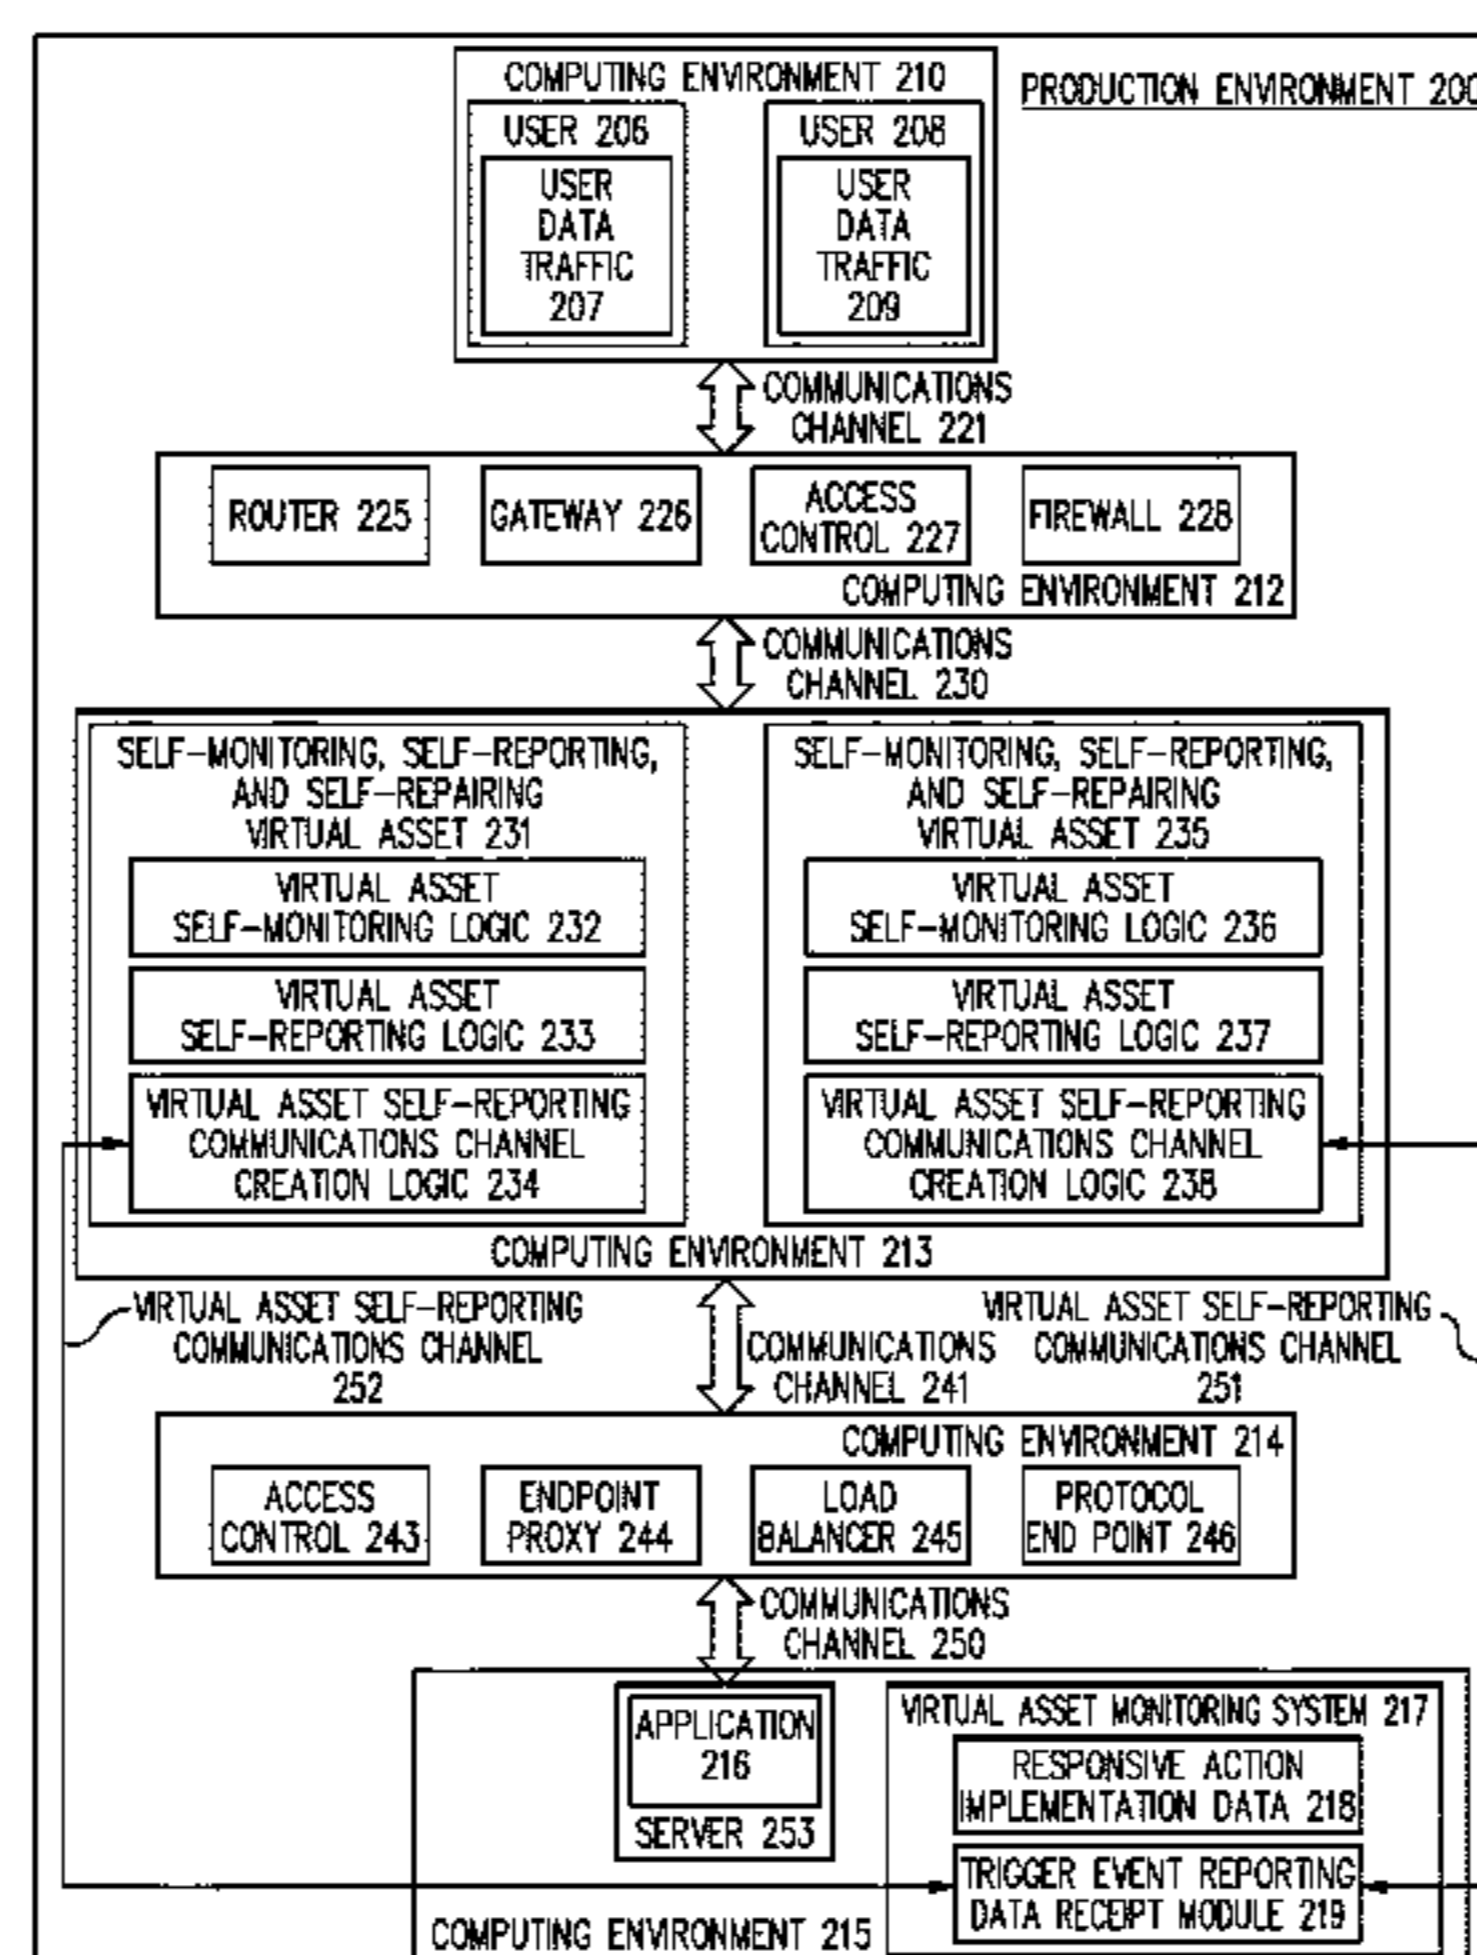 COMPUTING ENVIRONMENT 210
PRODUCTION ENVIRONMENT 200
USER 206
USER
DATA
TRAFFIC
207
USER 208
USER
DATA
TRAFFIC
209
COMMUNICATIONS
CHANNEL 221
ROUTER 225
GATEWAY 226
ACCESS
CONTROL 227
FIREWALL 228
COMPUTING ENVIRONMENT 212
COMMUNICATIONS
CHANNEL 230
SELF-MONITORING, SELF-REPORTING,
AND SELF-REPAIRING
VIRTUAL ASSET 231
VIRTUAL ASSET
SELF-MONITORING LOGIC 232
VIRTUAL ASSET
SELF-REPORTING LOGIC 233
VIRTUAL ASSET SELF-REPORTING
COMMUNICATIONS CHANNEL
CREATION LOGIC 234
SELF-MONITORING, SELF-REPORTING,
AND SELF-REPAIRING
VIRTUAL ASSET 235
VIRTUAL ASSET
SELF-MONITORING LOGIC 236
VIRTUAL ASSET
SELF-REPORTING LOGIC 237
VIRTUAL ASSET SELF-REPORTING
COMMUNICATIONS CHANNEL
CREATION LOGIC 238
COMPUTING ENVIRONMENT 213
VIRTUAL ASSET SELF-REPORTING
COMMUNICATIONS CHANNEL
252
COMMUNICATIONS
CHANNEL 241
VIRTUAL ASSET SELF-REPORTING
COMMUNICATIONS CHANNEL
251
COMPUTING ENVIRONMENT 214
ACCESS
CONTROL 243
ENDPOINT
PROXY 244
LOAD
BALANCER 245
PROTOCOL
END POINT 246
COMMUNICATIONS
CHANNEL 250
APPLICATION
216
SERVER 253
VIRTUAL ASSET MONITORING SYSTEM 217
RESPONSIVE ACTION
IMPLEMENTATION DATA 218
TRIGGER EVENT REPORTING
DATA RECEIPT MODULE 219
COMPUTING ENVIRONMENT 215